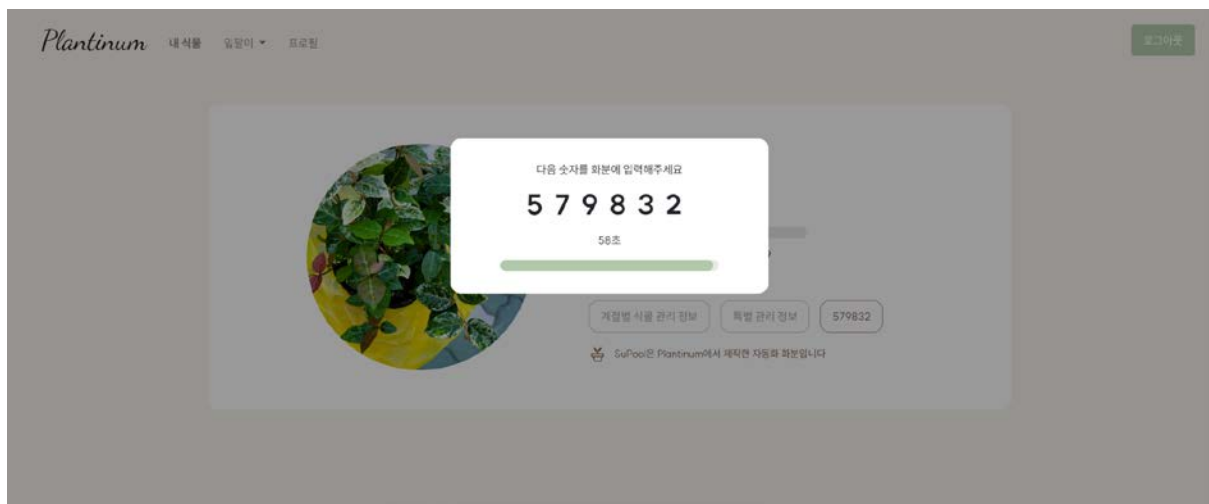 Plantinum 내 식물 잎말이 프로필 로그아웃
다음 숫자를 화분에 입력해주세요
5 7 9 8 3 2
58초
계절별 식물 관리 정보 특별 관리 정보 579832
SuPool은 Plantinum에서 제작한 자동화 화분입니다